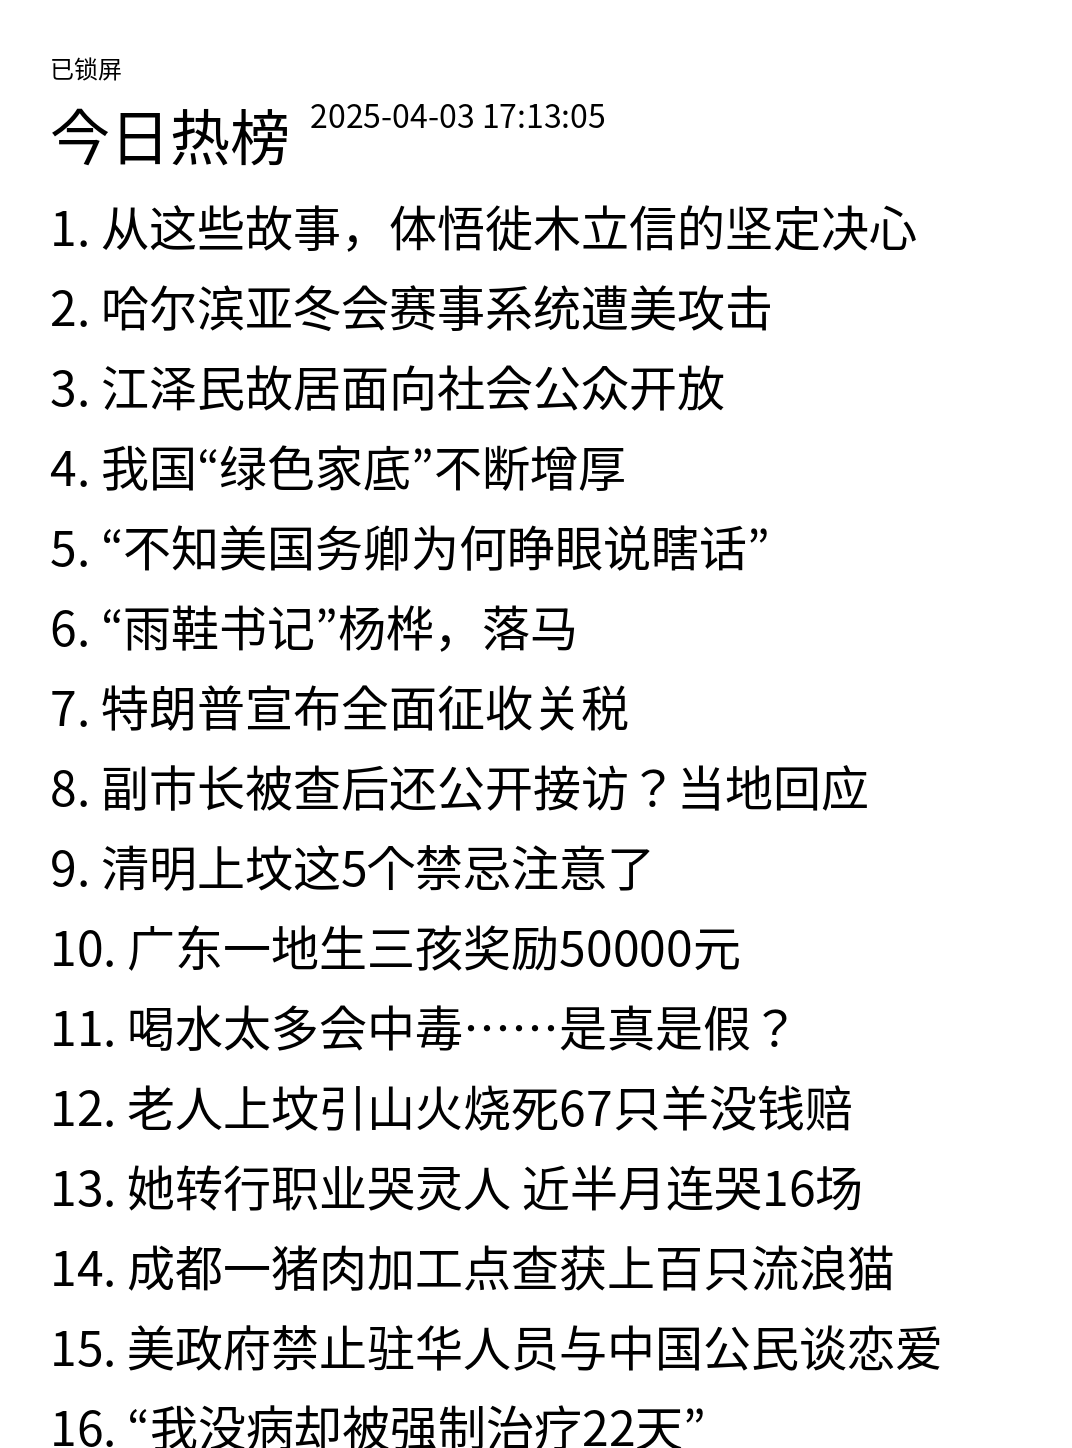 已锁屏
今日热榜 2025-04-03 17:13:05
1. 从这些故事，体悟徙木立信的坚定决心
2. 哈尔滨亚冬会赛事系统遭美攻击
3. 江泽民故居面向社会公众开放
4. 我国“绿色家底”不断增厚
5. “不知美国务卿为何睁眼说瞎话”
6. “雨鞋书记”杨桦，落马
7. 特朗普宣布全面征收关税
8. 副市长被查后还公开接访？当地回应
9. 清明上坟这5个禁忌注意了
10. 广东一地生三孩奖励50000元
11. 喝水太多会中毒……是真是假？
12. 老人上坟引山火烧死67只羊没钱赔
13. 她转行职业哭灵人 近半月连哭16场
14. 成都一猪肉加工点查获上百只流浪猫
15. 美政府禁止驻华人员与中国公民谈恋爱
16. “我没病却被强制治疗22天”